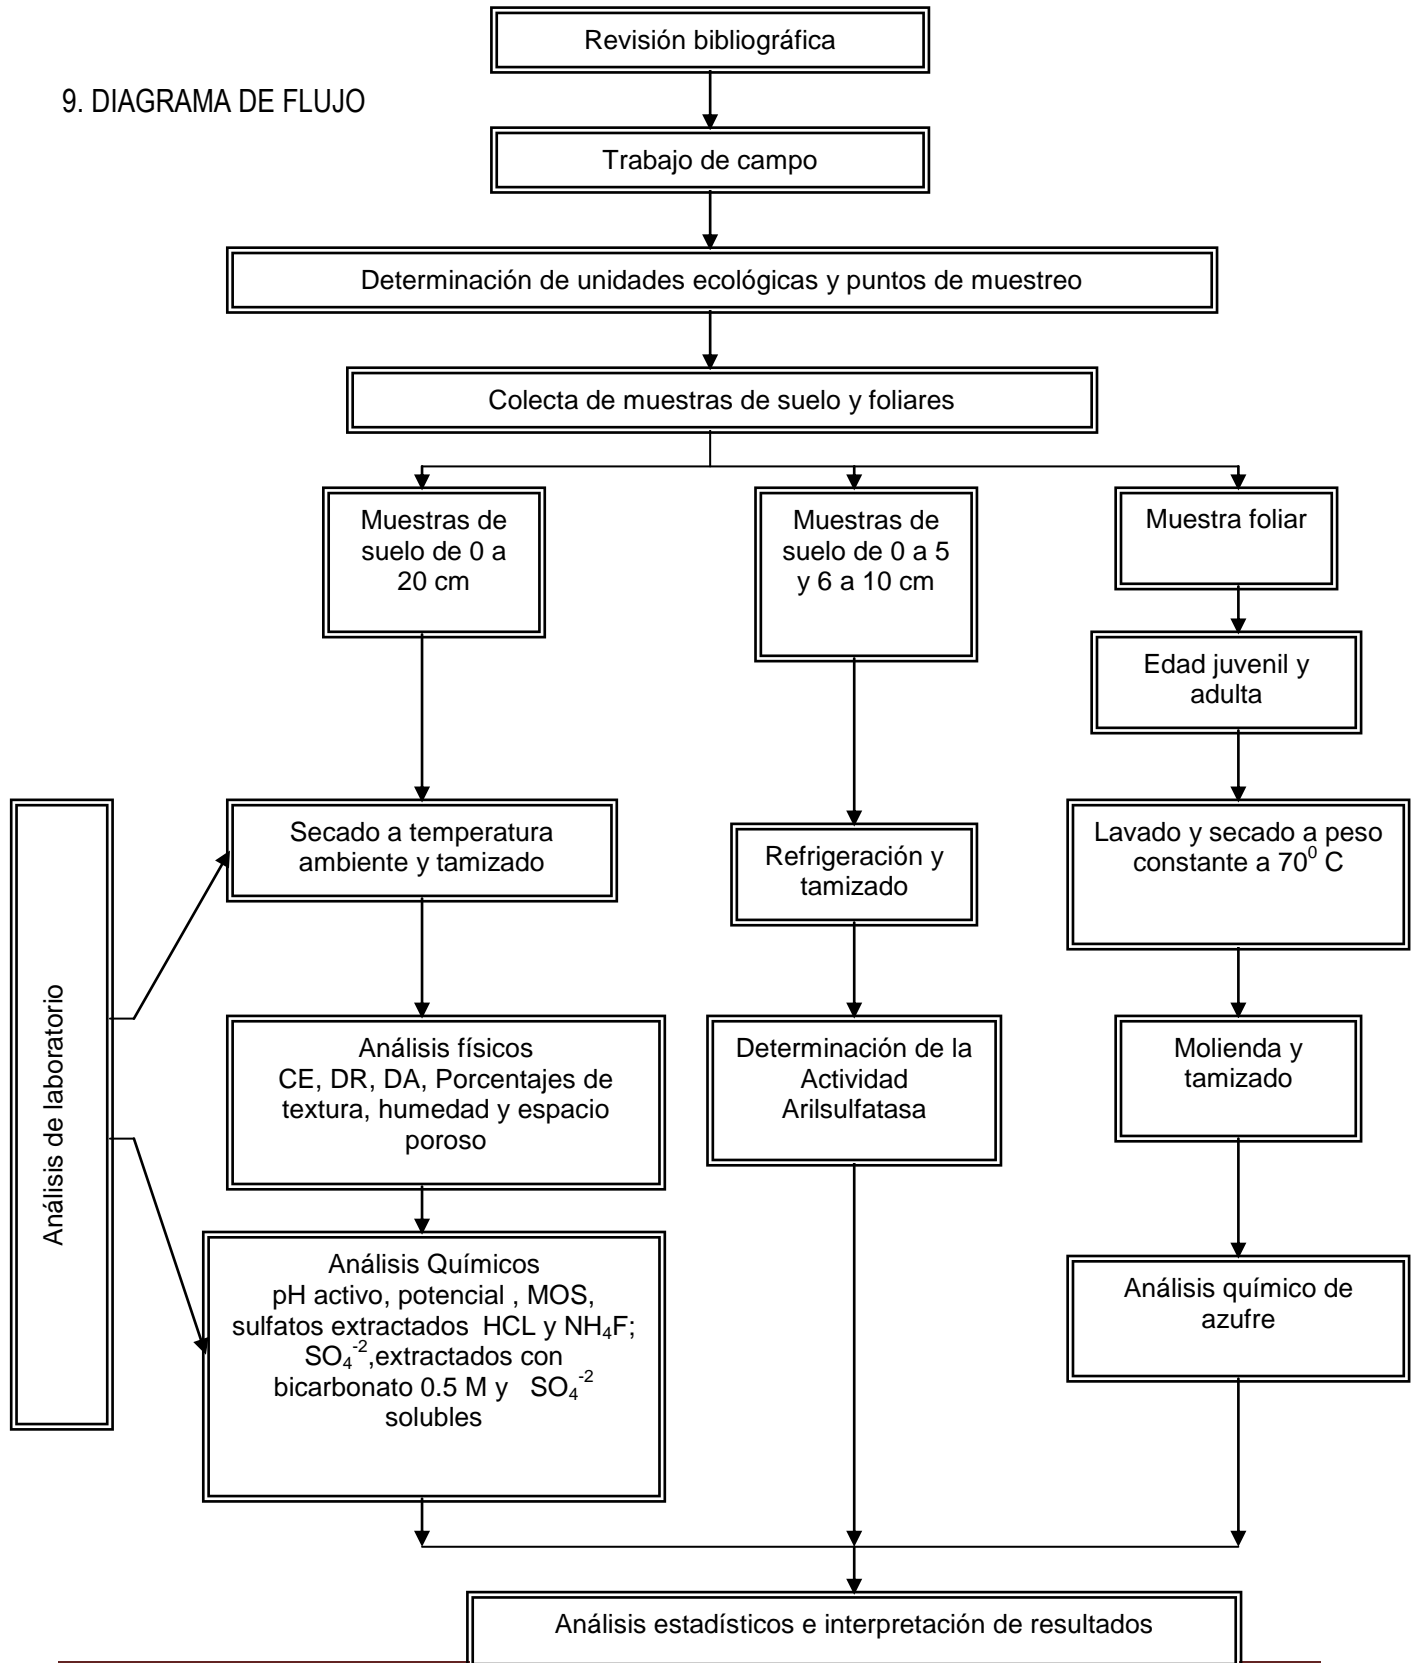 Revisión bibliográfica
9. DIAGRAMA DE FLUJO
Trabajo de campo
Determinación de unidades ecológicas y puntos de muestreo
Colecta de muestras de suelo y foliares
Muestras de
suelo de 0 a
20 cm
Muestras de
suelo de 0 a 5
y 6 a 10 cm
Muestra foliar
Edad juvenil y
adulta
Análisis de laboratorio
Secado a temperatura
ambiente y tamizado
Refrigeración y
tamizado
Lavado y secado a peso
constante a 70⁰ C
Análisis físicos
CE, DR, DA, Porcentajes de
textura, humedad y espacio
poroso
Determinación de la
Actividad
Arilsulfatasa
Molienda y
tamizado
Análisis Químicos
pH activo, potencial , MOS,
sulfatos extractados HCL y NH₄F;
SO₄⁻²,extractados con
bicarbonato 0.5 M y SO₄⁻²
solubles
Análisis químico de
azufre
Análisis estadísticos e interpretación de resultados